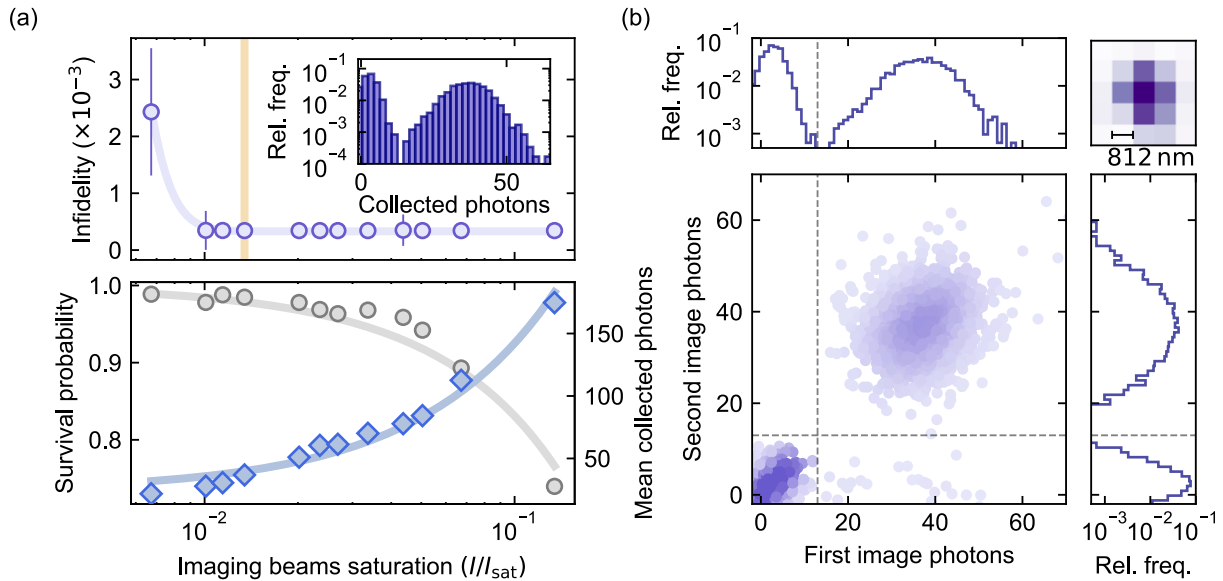 (a)
Infidelity (×10⁻³)
3
2
1
0
Rel. freq.
10⁻¹
10⁻²
10⁻³
10⁻⁴
0
50
Collected photons
Survival probability
1.0
0.9
0.8
150
100
50
Mean collected photons
10⁻²
10⁻¹
Imaging beams saturation (I/I_sat)
(b)
Rel. freq.
10⁻¹
10⁻²
10⁻³
812 nm
Second image photons
60
40
20
0
0
20
40
60
First image photons
10⁻³
10⁻²
10⁻¹
Rel. freq.